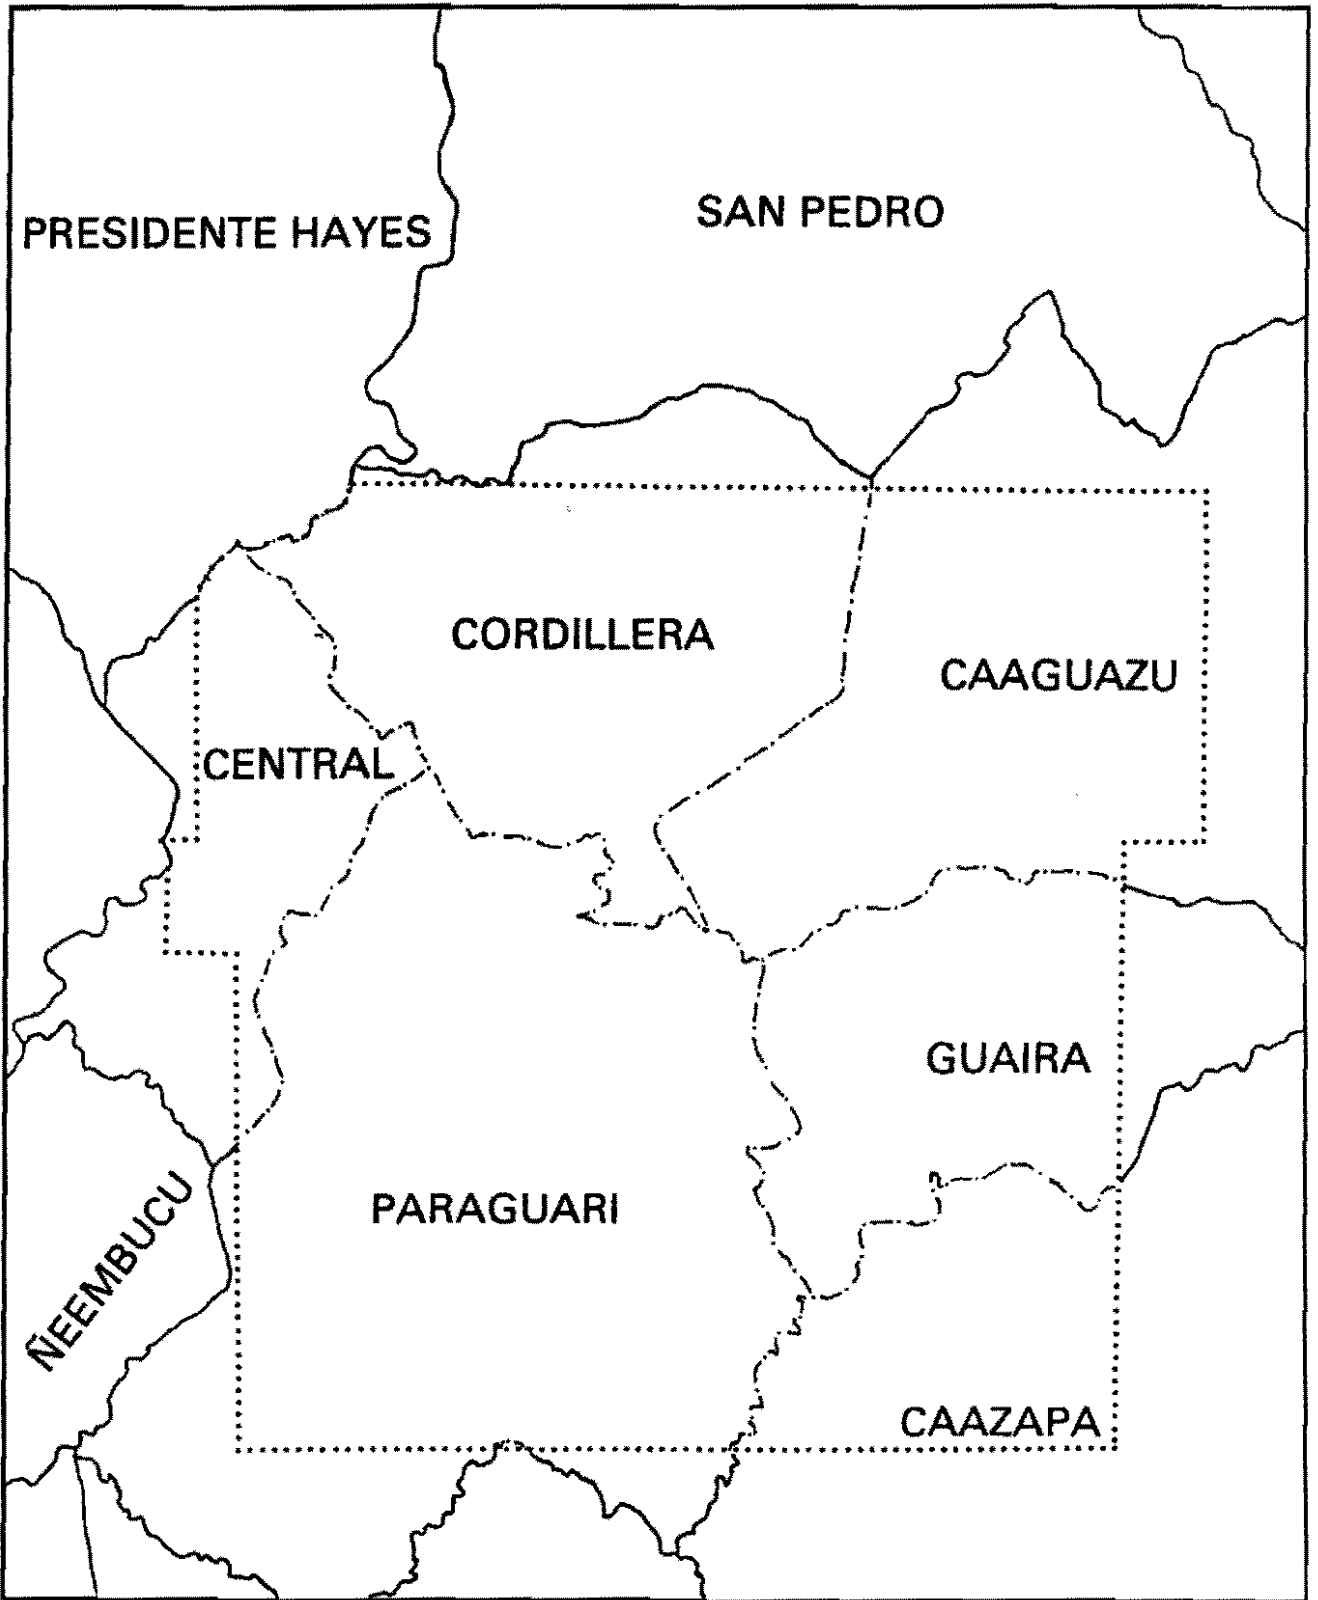 SAN PEDRO
PRESIDENTE HAYES
CORDILLERA
CAAGUAZU
CENTRAL
GUAIRA
PARAGUARI
ÑEEMBUCU
CAAZAPA